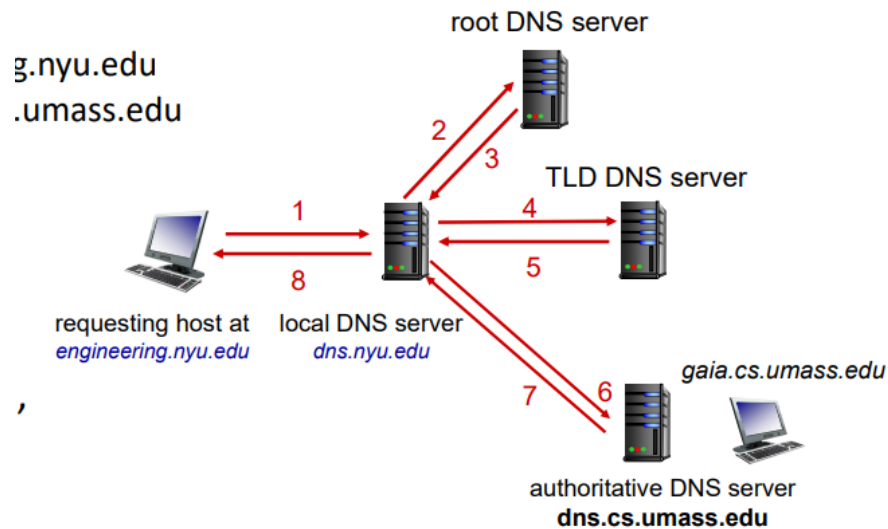 root DNS server
g.nyu.edu
.umass.edu
2
3
TLD DNS server
1
4
8
5
requesting host at
engineering.nyu.edu
local DNS server
dns.nyu.edu
gaia.cs.umass.edu
6
7
,
authoritative DNS server
dns.cs.umass.edu